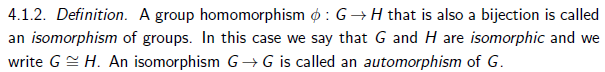 4.1.2. Definition. A group homomorphism ϕ : G → H that is also a bijection is called
an isomorphism of groups. In this case we say that G and H are isomorphic and we
write G ≅ H. An isomorphism G → G is called an automorphism of G.